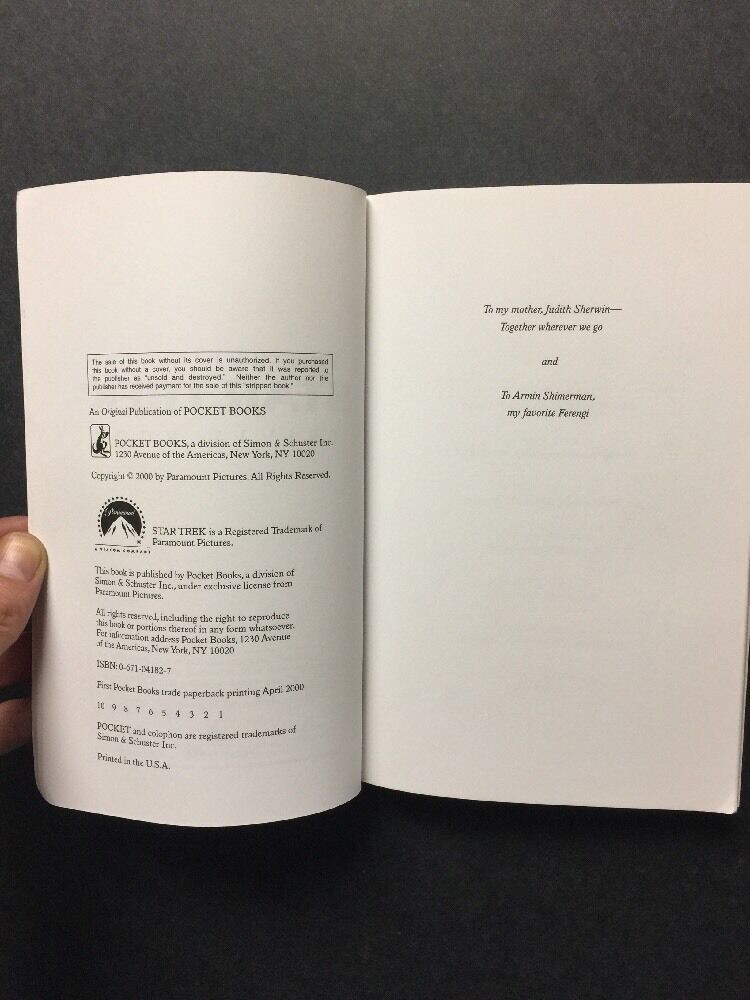 The sale of this book without its cover is unauthorized. If you purchased
this book without a cover, you should be aware that it was reported to
the publisher as "unsold and destroyed." Neither the author nor the
publisher has received payment for the sale of this "stripped book."
An Original Publication of POCKET BOOKS
POCKET BOOKS, a division of Simon & Schuster Inc.
1230 Avenue of the Americas, New York, NY 10020
Copyright © 2000 by Paramount Pictures. All Rights Reserved.
Paramount
A VIACOM COMPANY
STAR TREK is a Registered Trademark of
Paramount Pictures.
This book is published by Pocket Books, a division of
Simon & Schuster Inc., under exclusive license from
Paramount Pictures.
All rights reserved, including the right to reproduce
this book or portions thereof in any form whatsoever.
For information address Pocket Books, 1230 Avenue
of the Americas, New York, NY 10020
ISBN: 0-671-04182-7
First Pocket Books trade paperback printing April 2000
10 9 8 7 6 5 4 3 2 1
POCKET and colophon are registered trademarks of
Simon & Schuster Inc.
Printed in the U.S.A.
To my mother, Judith Sherwin—
Together wherever we go
and
To Armin Shimerman,
my favorite Ferengi